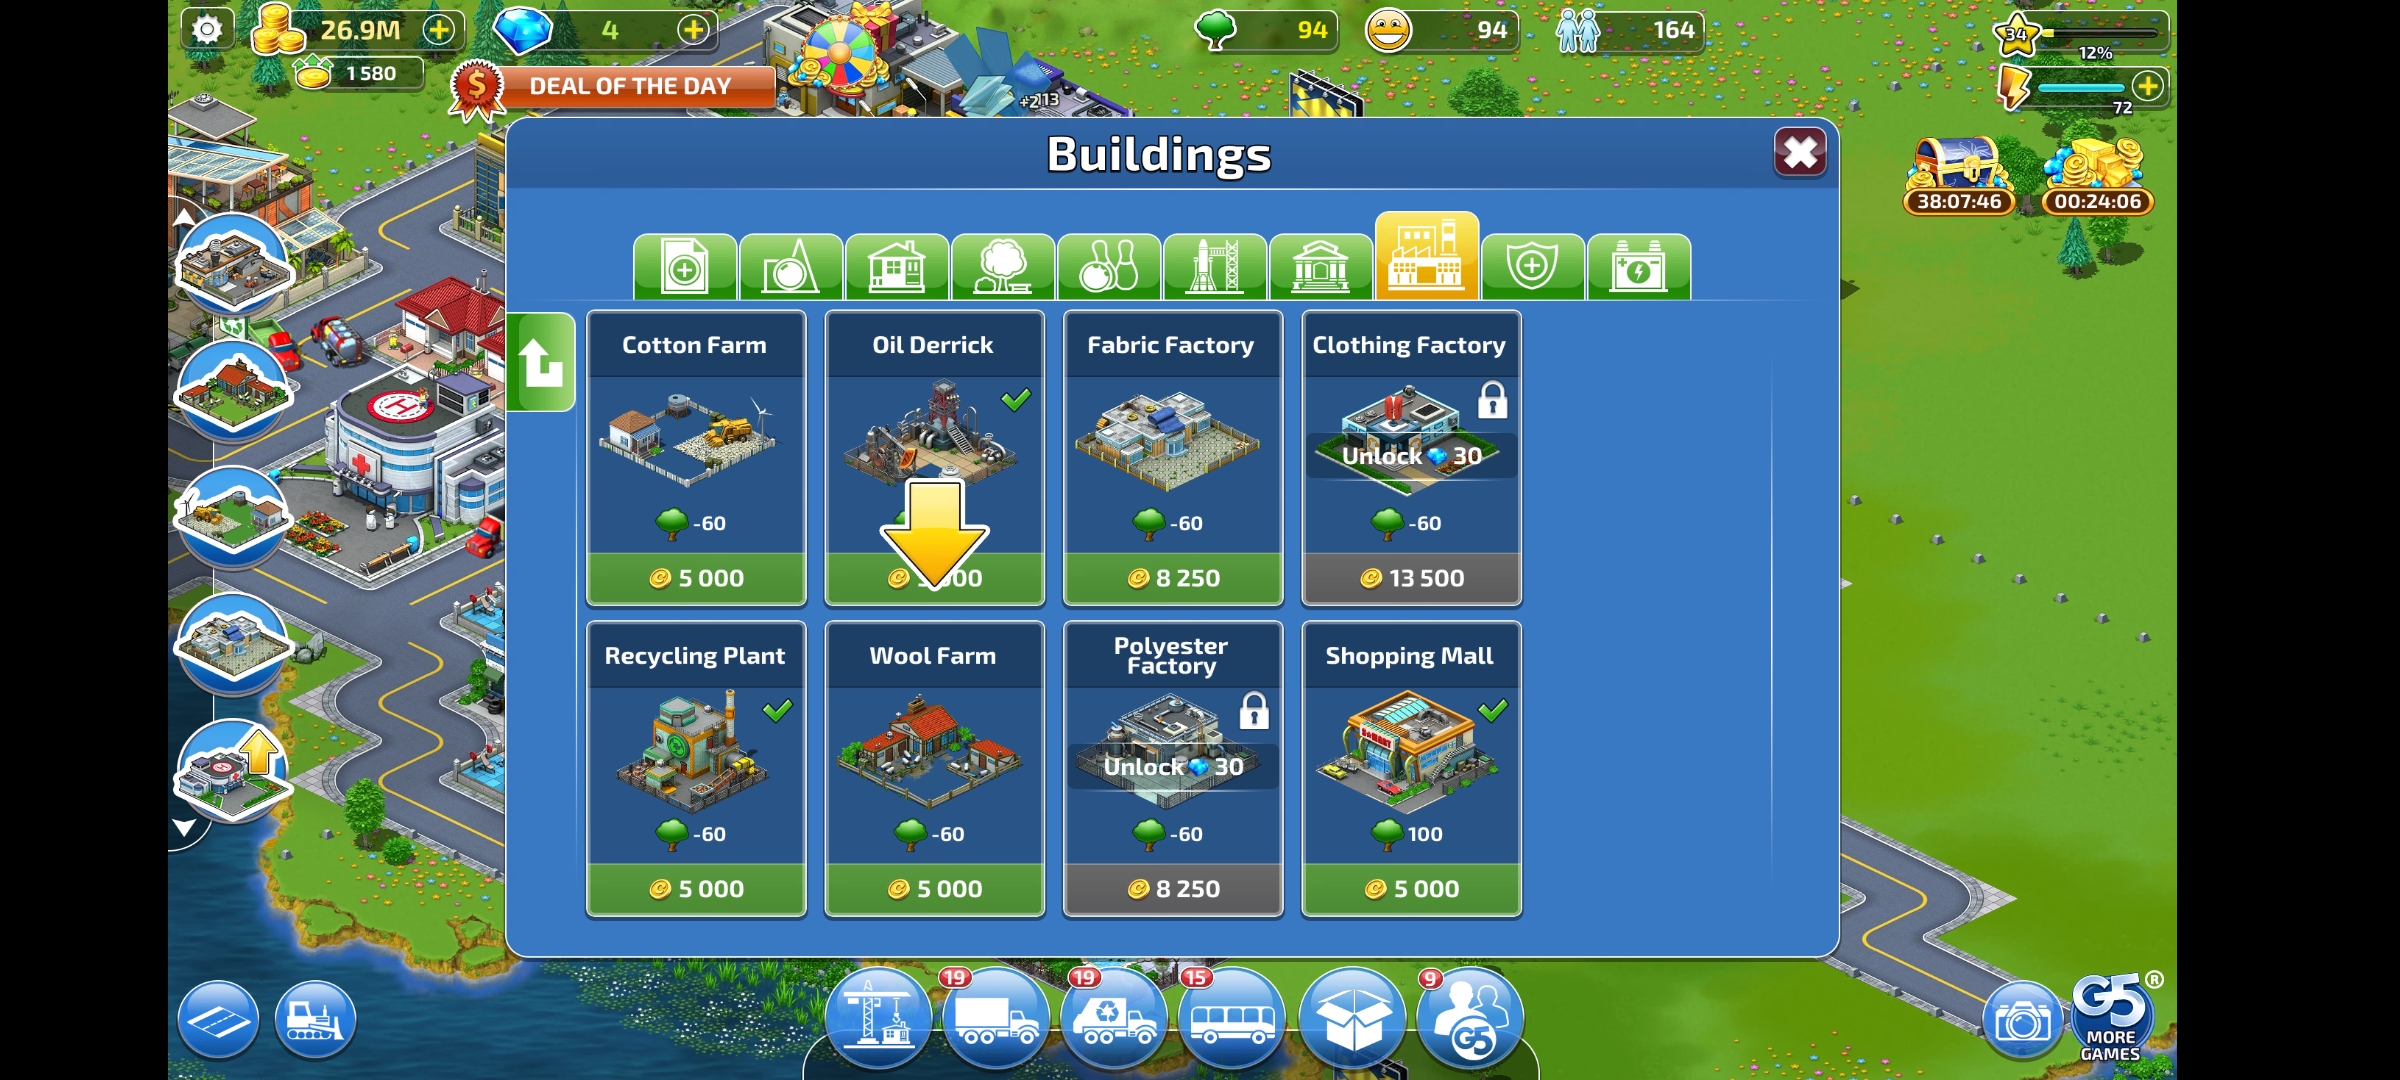 26.9M
4
94
94
164
34
12%
1 580
DEAL OF THE DAY
72
38:07:46
00:24:06
Buildings
Cotton Farm
Oil Derrick
Fabric Factory
Clothing Factory
Unlock 30
-60
-60
-60
5 000
8 250
13 500
Recycling Plant
Wool Farm
Polyester
Factory
Shopping Mall
Unlock 30
-60
-60
-60
100
5 000
5 000
8 250
5 000
19
19
15
9
G5
G5®
MORE
GAMES